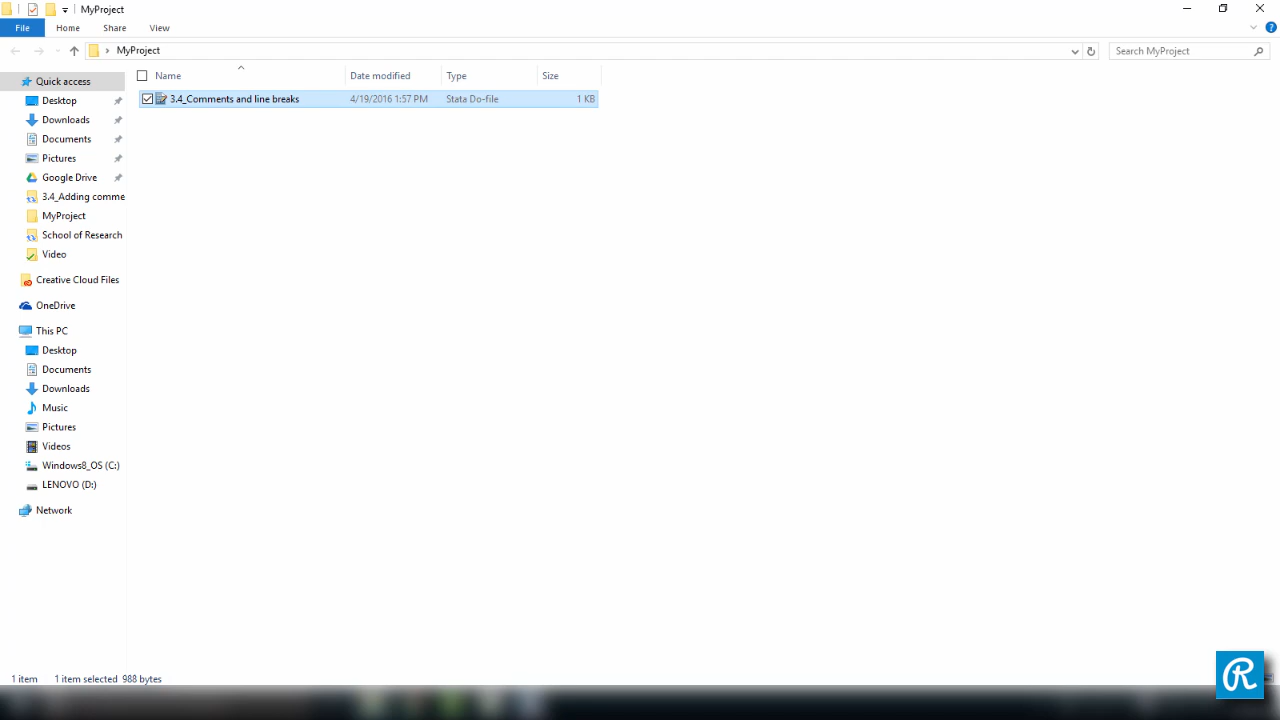 MyProject
File Home Share View
MyProject
Search MyProject
Name Date modified Type Size
3.4_Comments and line breaks 4/19/2016 1:57 PM Stata Do-file 1 KB
Quick access
Desktop
Downloads
Documents
Pictures
Google Drive
3.4_Adding comme
MyProject
School of Research
Video
Creative Cloud Files
OneDrive
This PC
Desktop
Documents
Downloads
Music
Pictures
Videos
Windows8_OS (C:)
LENOVO (D:)
Network
1 item 1 item selected 988 bytes
R